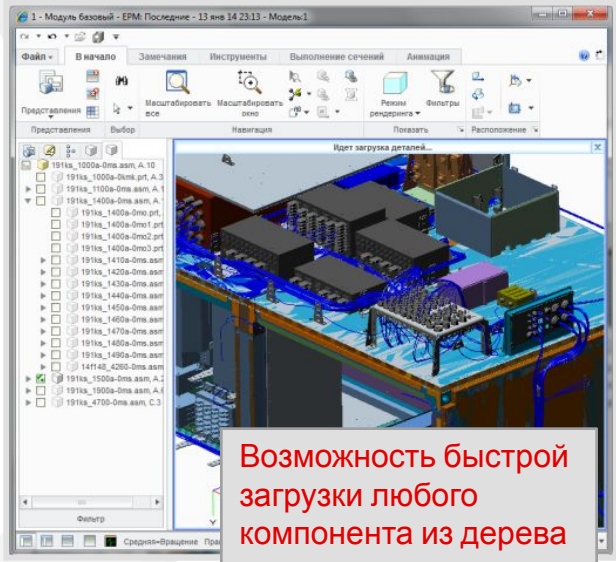 1 - Модуль базовый - EPM: Последние - 13 янв 14 23:13 - Модель:1
Файл
В начало
Замечания
Инструменты
Выполнение сечений
Анимация
Представления
Масштабировать все
Масштабировать окно
Режим рендеринга
Фильтры
Представления
Выбор
Навигация
Показать
Расположение
Идет загрузка деталей...
191ks_1000a-0ms.asm, A.10
191ks_1000a-0kmk.prt, A.3
191ks_1100a-0ms.asm, A.1
191ks_1400a-0ms.asm, A.
191ks_1400a-0mo.prt,
191ks_1400a-0mo1.prt
191ks_1400a-0mo2.prt
191ks_1400a-0mo3.prt
191ks_1410a-0ms.asm
191ks_1420a-0ms.asm
191ks_1430a-0ms.asm
191ks_1440a-0ms.asm
191ks_1450a-0ms.asm
191ks_1460a-0ms.asm
191ks_1470a-0ms.asm
191ks_1480a-0ms.asm
191ks_1490a-0ms.asm
14f148_4260-0ms.asm
191ks_1500a-0ms.asm, A.2
191ks_1900a-0ms.asm, A.6
191ks_4700-0ms.asm, C.3
Фильтр
Y
Средняя=Вращение
Возможность быстрой
загрузки любого
компонента из дерева